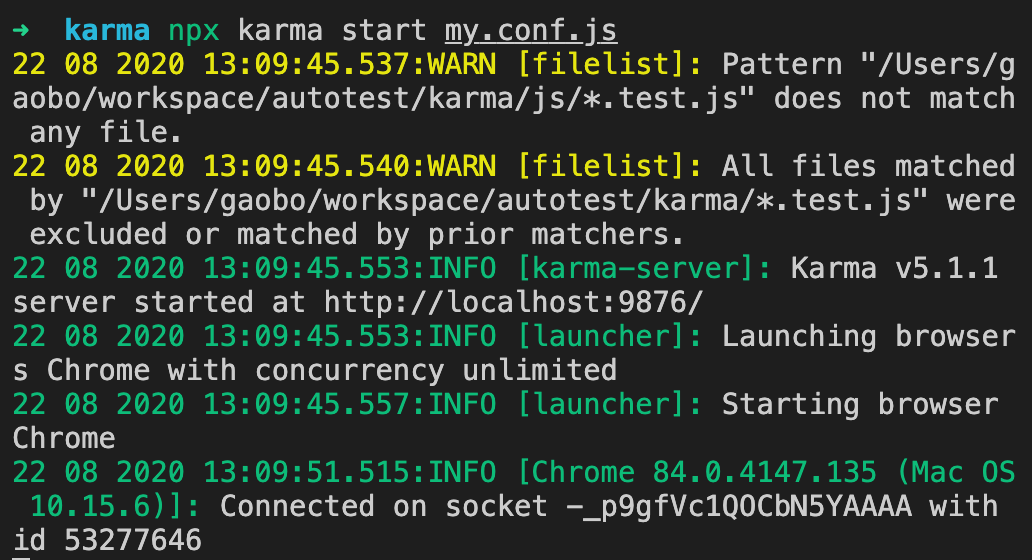 ➜  karma npx karma start my.conf.js
22 08 2020 13:09:45.537:WARN [filelist]: Pattern "/Users/g
aobo/workspace/autotest/karma/js/*.test.js" does not match
 any file.
22 08 2020 13:09:45.540:WARN [filelist]: All files matched
 by "/Users/gaobo/workspace/autotest/karma/*.test.js" were
 excluded or matched by prior matchers.
22 08 2020 13:09:45.553:INFO [karma-server]: Karma v5.1.1
server started at http://localhost:9876/
22 08 2020 13:09:45.553:INFO [launcher]: Launching browser
s Chrome with concurrency unlimited
22 08 2020 13:09:45.557:INFO [launcher]: Starting browser
Chrome
22 08 2020 13:09:51.515:INFO [Chrome 84.0.4147.135 (Mac OS
 10.15.6)]: Connected on socket -_p9gfVc1QOCbN5YAAAA with
id 53277646